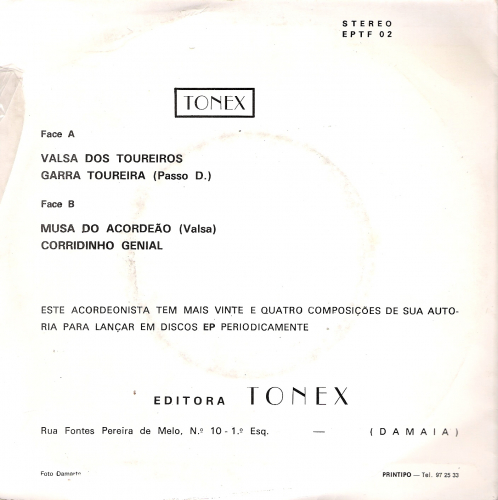 STEREO
EPTF 02
TONEX
Face A
VALSA DOS TOUREIROS
GARRA TOUREIRA (Passo D.)
Face B
MUSA DO ACORDEÃO (Valsa)
CORRIDINHO GENIAL
ESTE ACORDEONISTA TEM MAIS VINTE E QUATRO COMPOSIÇÕES DE SUA AUTO-
RIA PARA LANÇAR EM DISCOS EP PERIODICAMENTE
EDITORA TONEX
Rua Fontes Pereira de Melo, N.º 10 - 1.º Esq. — (DAMAIA)
Foto Damarte PRINTIPO — Tel. 97 25 33